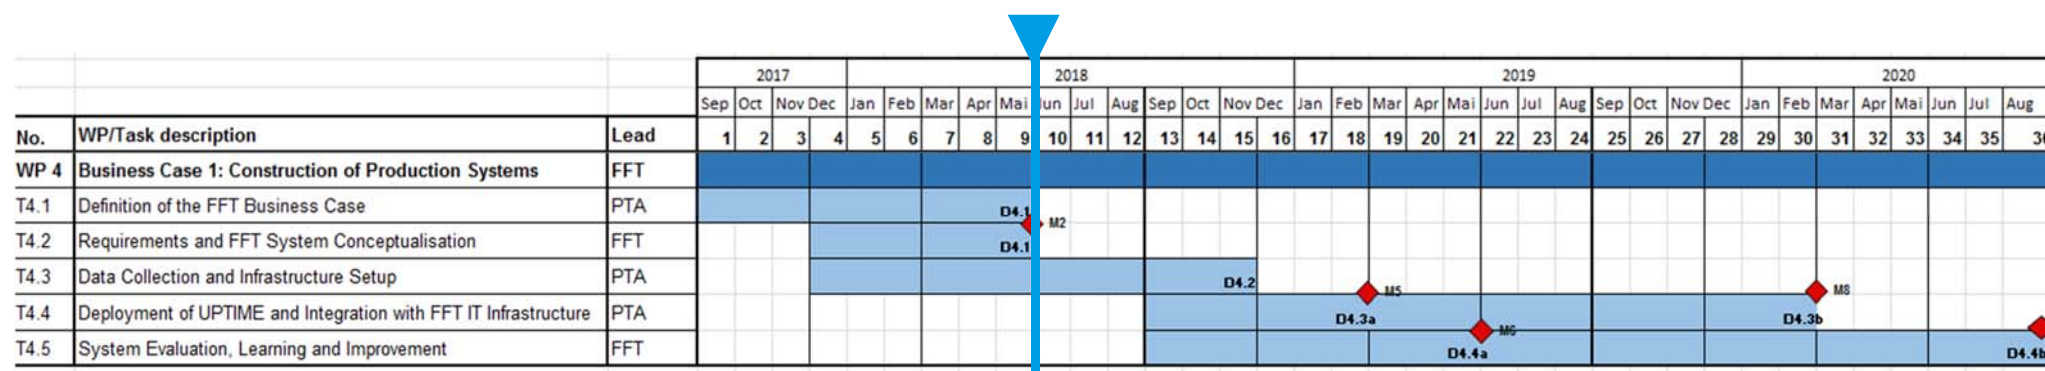 2017 2018 2019 2020
Sep Oct Nov Dec Jan Feb Mar Apr Mai Jun Jul Aug Sep Oct Nov Dec Jan Feb Mar Apr Mai Jun Jul Aug Sep Oct Nov Dec Jan Feb Mar Apr Mai Jun Jul Aug
No. WP/Task description Lead 1 2 3 4 5 6 7 8 9 10 11 12 13 14 15 16 17 18 19 20 21 22 23 24 25 26 27 28 29 30 31 32 33 34 35
WP 4 Business Case 1: Construction of Production Systems FFT
T4.1 Definition of the FFT Business Case PTA D4.1
M2
T4.2 Requirements and FFT System Conceptualisation FFT D4.1
T4.3 Data Collection and Infrastructure Setup PTA D4.2
M5 M8
T4.4 Deployment of UPTIME and Integration with FFT IT Infrastructure PTA D4.3a D4.3b
M6
T4.5 System Evaluation, Learning and Improvement FFT D4.4a D4.4b